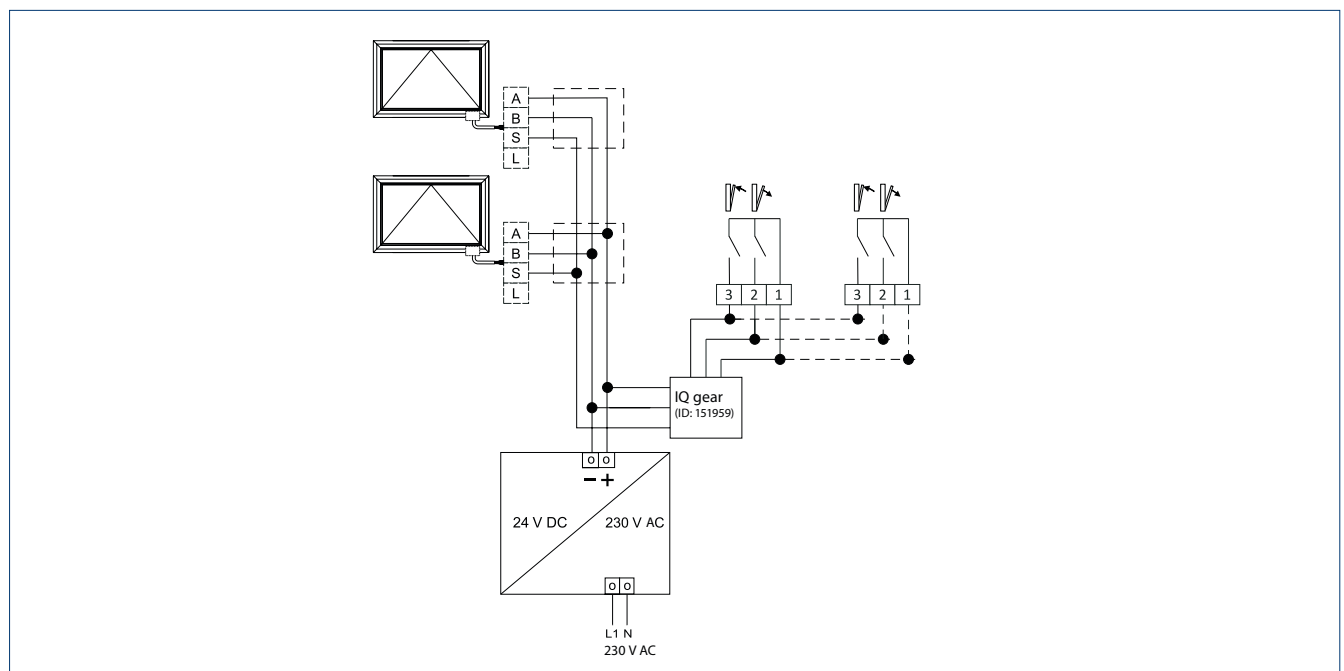 A
B
S
L
A
B
S
L
3 2 1
3 2 1
IQ gear
(ID: 151959)
− +
24 V DC
230 V AC
L1 N
230 V AC